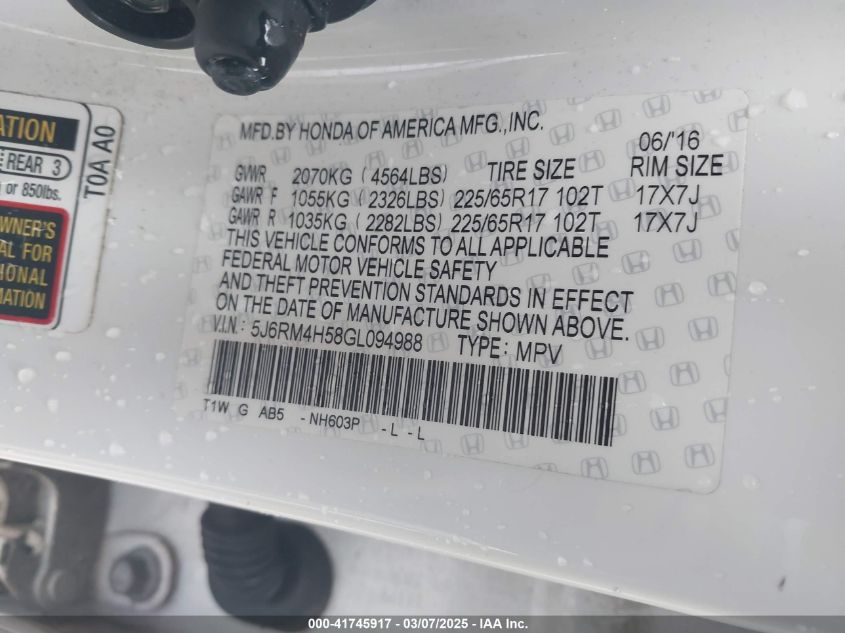 ATION
REAR 3
or 850lbs.
OWNER'S
AL FOR
IONAL
MATION
T0A A0
MFD.BY HONDA OF AMERICA MFG.,INC. 06/'16
GVWR 2070KG (4564LBS) TIRE SIZE RIM SIZE
GAWR F 1055KG (2326LBS) 225/65R17 102T 17X7J
GAWR R 1035KG (2282LBS) 225/65R17 102T 17X7J
THIS VEHICLE CONFORMS TO ALL APPLICABLE
FEDERAL MOTOR VEHICLE SAFETY
AND THEFT PREVENTION STANDARDS IN EFFECT
ON THE DATE OF MANUFACTURE SHOWN ABOVE.
V.I.N.: 5J6RM4H58GL094988 TYPE: MPV
T1W G AB5 -NH603P -L -L
000-41745917 - 03/07/2025 - IAA Inc.